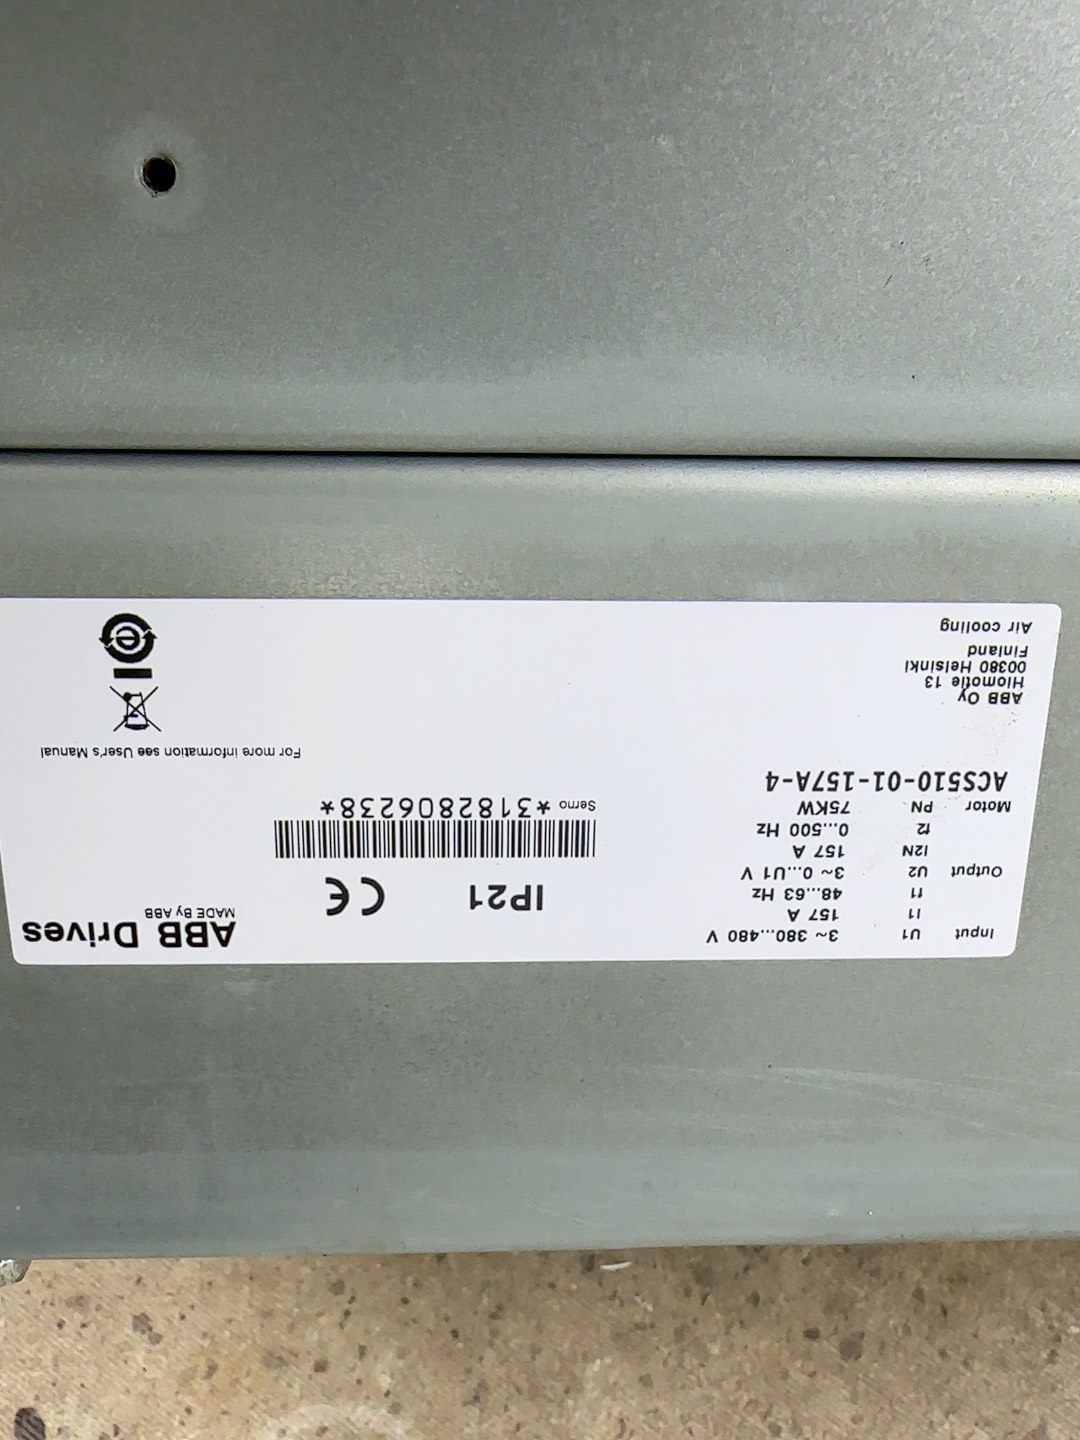 Input U1 3~ 380...480 V
I1 157 A
f1 48...63 Hz
Output U2 3~ 0...U1 V
I2N 157 A
f2 0...500 Hz
Motor PN 75KW
ACS510-01-157A-4
ABB Oy
Hiomotie 13
00380 Helsinki
Finland
Air cooling
IP21 CE
Serno *3182806238*
ABB Drives
MADE By ABB
For more information see User's Manual
e